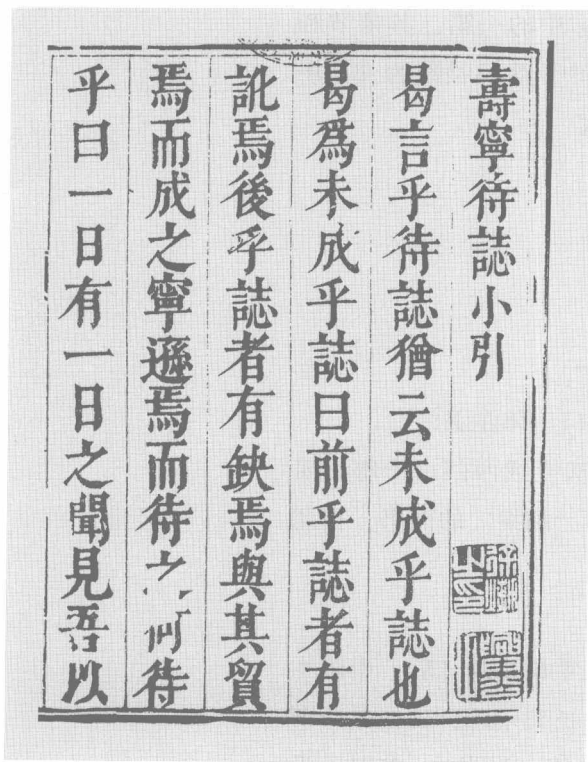 壽寧待誌小引
曷言乎待誌猶云未成乎誌也
曷爲未成乎誌曰前乎誌者有
訛焉後乎誌者有缺焉與其貿
焉而成之寧遜焉而待之何待
乎曰一日有一日之聞見吾以